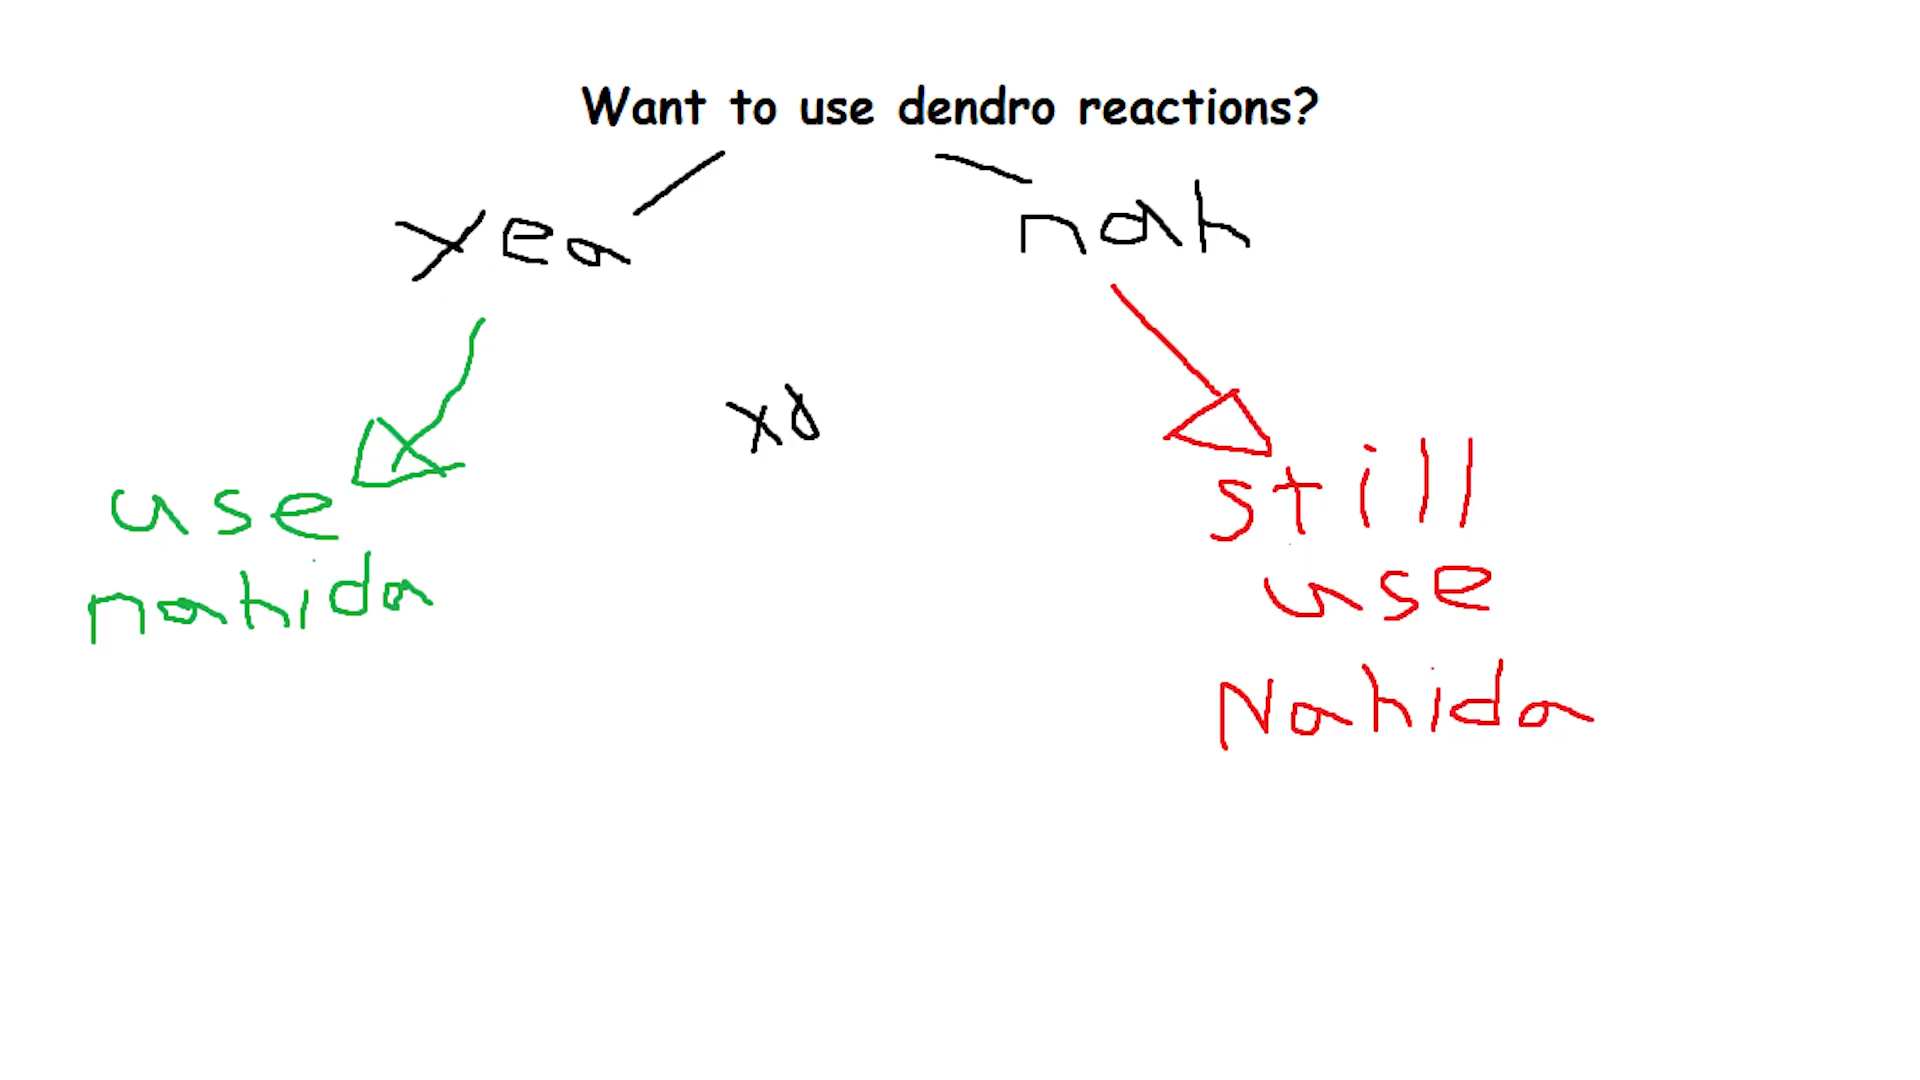 Want to use dendro reactions?
yea
nah
xd
use
nahida
still
use
Nahida